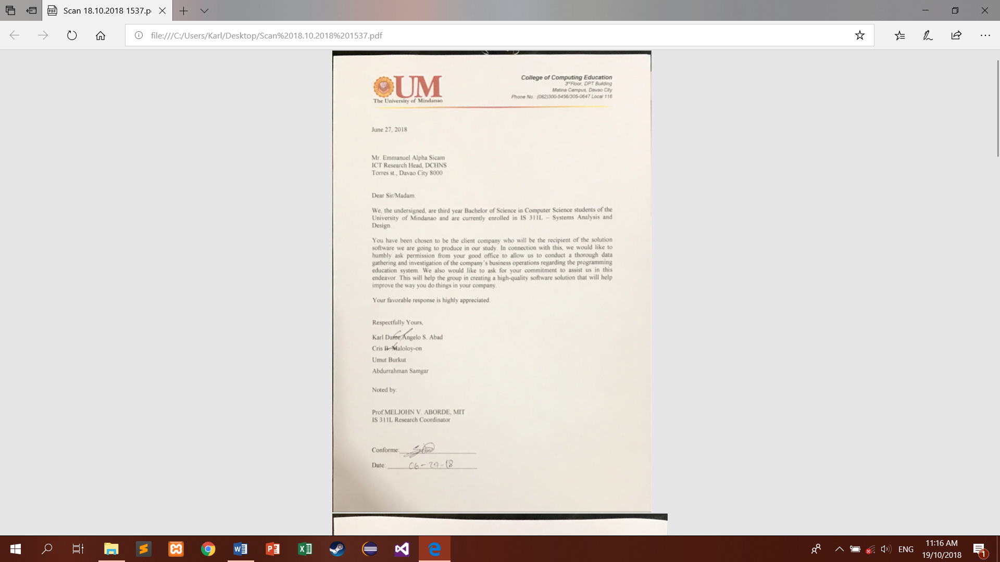 Scan 18.10.2018 1537.p
file:///C:/Users/Karl/Desktop/Scan%2018.10.2018%201537.pdf
UM
The University of Mindanao
College of Computing Education
3rdFloor, DPT Building
Matina Campus, Davao City
Phone No.: (082)300-5456/305-0647 Local 116
June 27, 2018
Mr. Emmanuel Alpha Sicam
ICT Research Head, DCHNS
Torres st., Davao City 8000
Dear Sir/Madam:
We, the undersigned, are third year Bachelor of Science in Computer Science students of the
University of Mindanao and are currently enrolled in IS 311L – Systems Analysis and
Design.
You have been chosen to be the client company who will be the recipient of the solution
software we are going to produce in our study. In connection with this, we would like to
humbly ask permission from your good office to allow us to conduct a thorough data
gathering and investigation of the company's business operations regarding the programming
education system. We also would like to ask for your commitment to assist us in this
endeavor. This will help the group in creating a high-quality software solution that will help
improve the way you do things in your company.
Your favorable response is highly appreciated.
Respectfully Yours,
Karl Dame Angelo S. Abad
Cris B. Maloloy-on
Umut Burkut
Abdurrahman Samgar
Noted by:
Prof.MELJOHN V. ABORDE, MIT
IS 311L Research Coordinator
Conforme:
Date: 06-27-18
ENG
11:16 AM
19/10/2018
1